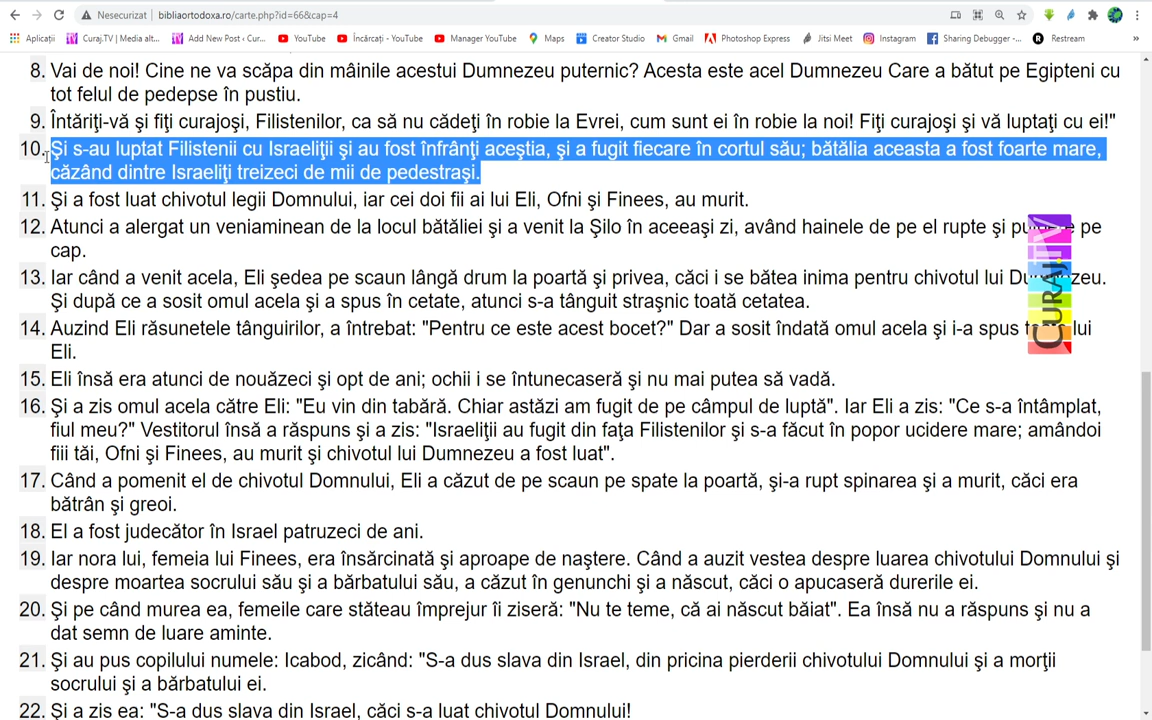 Nesecurizat | bibliaortodoxa.ro/carte.php?id=66&cap=4
Aplicații Curaj.TV | Media alt... Add New Post ‹ Cur... YouTube Încărcați - YouTube Manager YouTube Maps Creator Studio Gmail Photoshop Express Jitsi Meet Instagram Sharing Debugger -... Restream »
8. Vai de noi! Cine ne va scăpa din mâinile acestui Dumnezeu puternic? Acesta este acel Dumnezeu Care a bătut pe Egipteni cu
tot felul de pedepse în pustiu.
9. Întăriţi-vă şi fiţi curajoşi, Filistenilor, ca să nu cădeţi în robie la Evrei, cum sunt ei în robie la noi! Fiţi curajoşi şi vă luptaţi cu ei!"
10. Şi s-au luptat Filistenii cu Israeliţii şi au fost înfrânţi aceştia, şi a fugit fiecare în cortul său; bătălia aceasta a fost foarte mare,
căzând dintre Israeliţi treizeci de mii de pedestraşi.
11. Şi a fost luat chivotul legii Domnului, iar cei doi fii ai lui Eli, Ofni şi Finees, au murit.
12. Atunci a alergat un veniaminean de la locul bătăliei şi a venit la Şilo în aceeaşi zi, având hainele de pe el rupte şi pe
cap.
13. Iar când a venit acela, Eli şedea pe scaun lângă drum la poartă şi privea, căci i se bătea inima pentru chivotul lui Dumnezeu.
Şi după ce a sosit omul acela şi a spus în cetate, atunci s-a tânguit straşnic toată cetatea.
14. Auzind Eli răsunetele tânguirilor, a întrebat: "Pentru ce este acest bocet?" Dar a sosit îndată omul acela şi i-a spus lui
Eli.
15. Eli însă era atunci de nouăzeci şi opt de ani; ochii i se întunecaseră şi nu mai putea să vadă.
16. Şi a zis omul acela către Eli: "Eu vin din tabără. Chiar astăzi am fugit de pe câmpul de luptă". Iar Eli a zis: "Ce s-a întâmplat,
fiul meu?" Vestitorul însă a răspuns şi a zis: "Israeliţii au fugit din faţa Filistenilor şi s-a făcut în popor ucidere mare; amândoi
fiii tăi, Ofni şi Finees, au murit şi chivotul lui Dumnezeu a fost luat".
17. Când a pomenit el de chivotul Domnului, Eli a căzut de pe scaun pe spate la poartă, şi-a rupt spinarea şi a murit, căci era
bătrân şi greoi.
18. El a fost judecător în Israel patruzeci de ani.
19. Iar nora lui, femeia lui Finees, era însărcinată şi aproape de naştere. Când a auzit vestea despre luarea chivotului Domnului şi
despre moartea socrului său şi a bărbatului său, a căzut în genunchi şi a născut, căci o apucaseră durerile ei.
20. Şi pe când murea ea, femeile care stăteau împrejur îi ziseră: "Nu te teme, că ai născut băiat". Ea însă nu a răspuns şi nu a
dat semn de luare aminte.
21. Şi au pus copilului numele: Icabod, zicând: "S-a dus slava din Israel, din pricina pierderii chivotului Domnului şi a morţii
socrului şi a bărbatului ei.
22. Şi a zis ea: "S-a dus slava din Israel, căci s-a luat chivotul Domnului!
CURAJ.TV